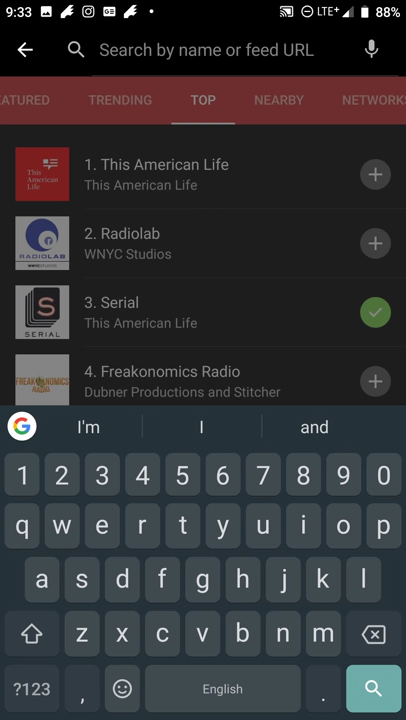 9:33 LTE+ 88%
Search by name or feed URL
EATURED TRENDING TOP NEARBY NETWORKS
1. This American Life
This American Life
This
American
Life
2. Radiolab
WNYC Studios
RADIOLAB
WNYC STUDIOS
3. Serial
This American Life
S
SERIAL
4. Freakonomics Radio
Dubner Productions and Stitcher
FREAKONOMICS
RADIO
G I'm I and
1 2 3 4 5 6 7 8 9 0
q w e r t y u i o p
a s d f g h j k l
z x c v b n m
?123 , English .